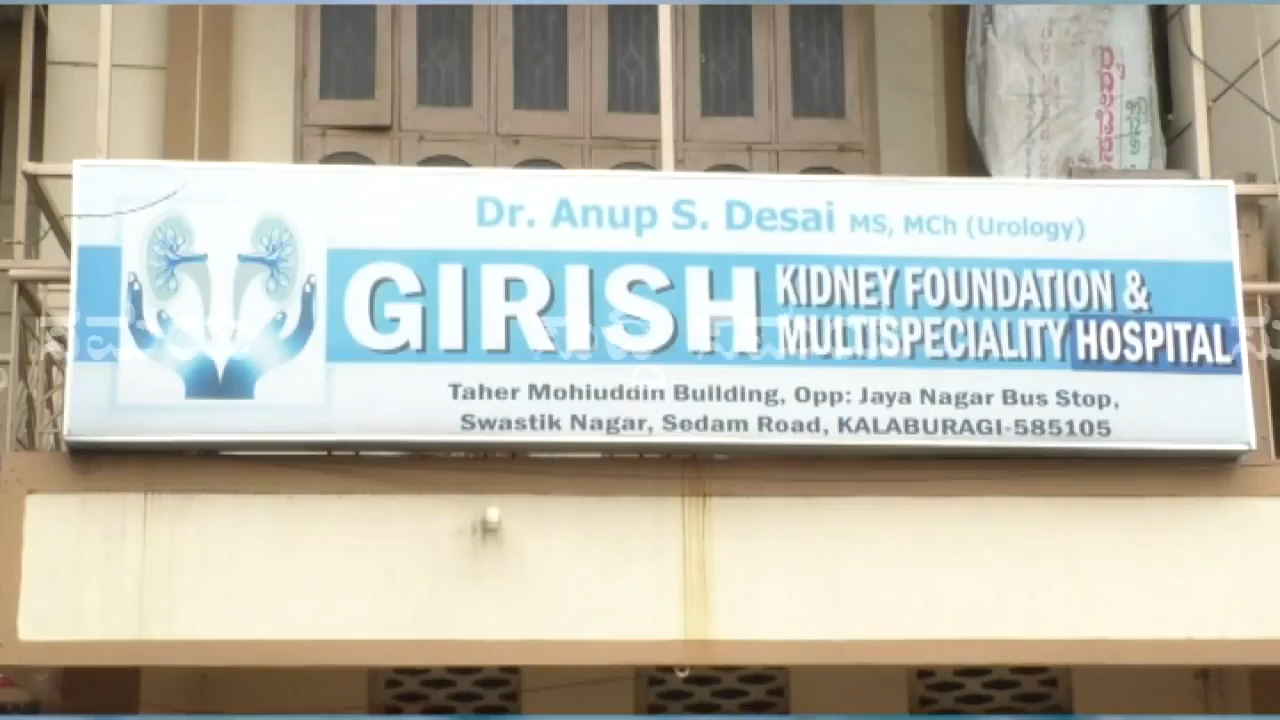 Dr. Anup S. Desai MS, MCh (Urology)
GIRISH KIDNEY FOUNDATION &
MULTISPECIALITY HOSPITAL
Taher Mohiuddin Building, Opp: Jaya Nagar Bus Stop,
Swastik Nagar, Sedam Road, KALABURAGI-585105